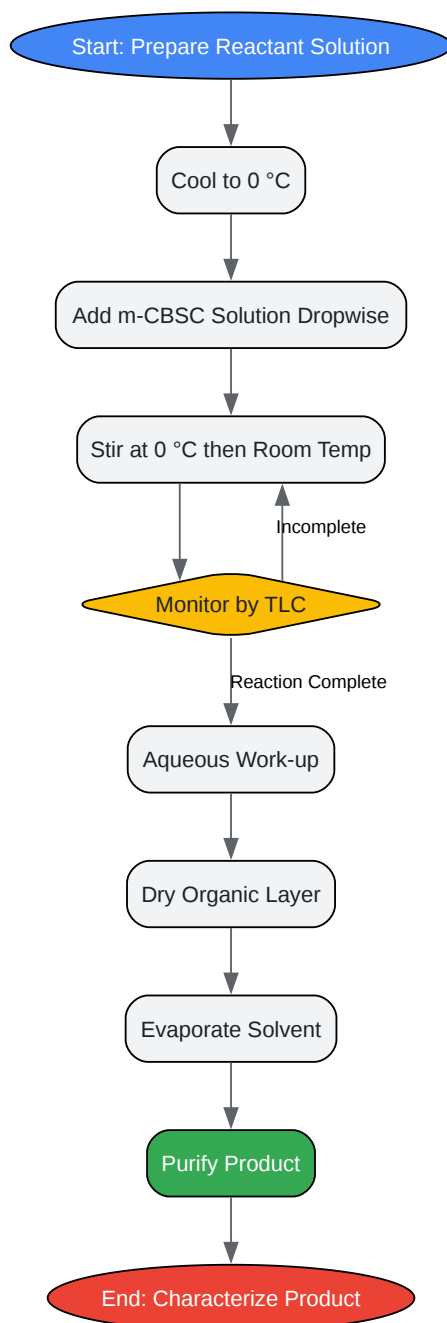 Start: Prepare Reactant Solution
Cool to 0 °C
Add m-CBSC Solution Dropwise
Stir at 0 °C then Room Temp
Incomplete
Monitor by TLC
Reaction Complete
Aqueous Work-up
Dry Organic Layer
Evaporate Solvent
Purify Product
End: Characterize Product